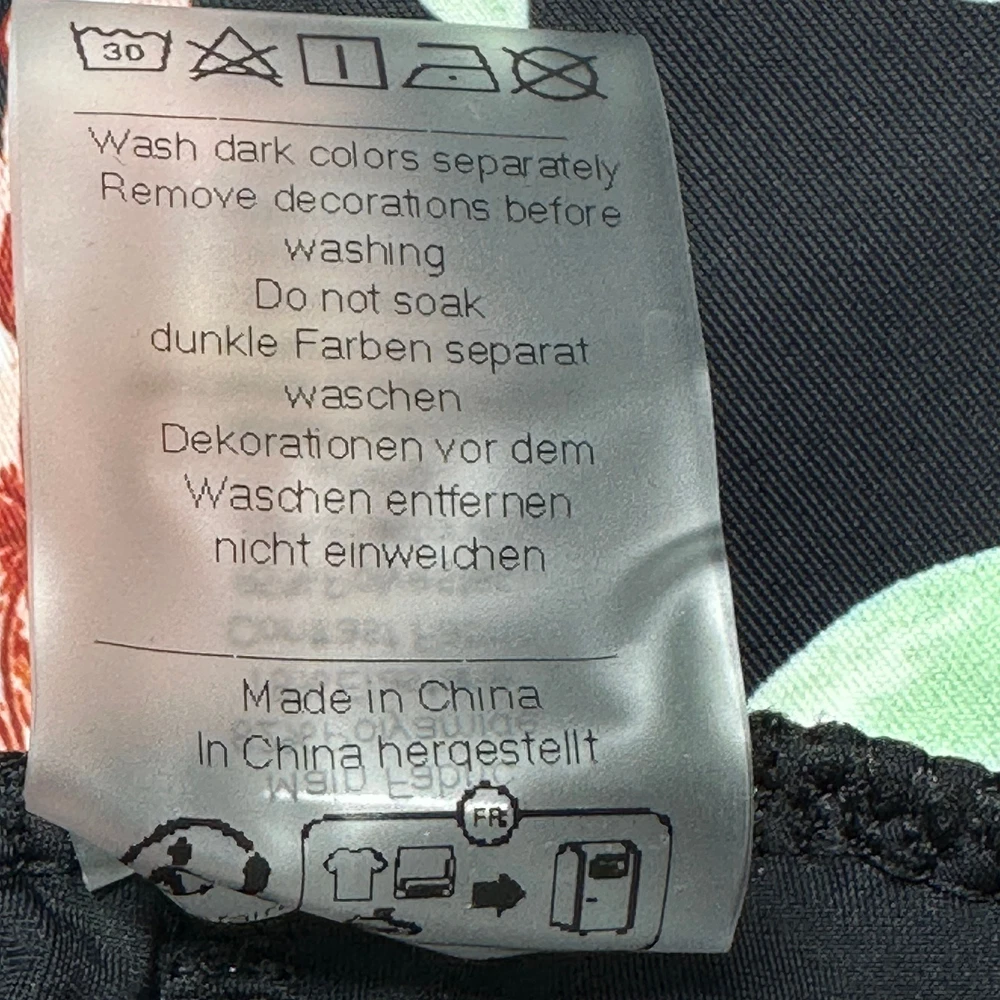 30
Wash dark colors separately
Remove decorations before
washing
Do not soak
dunkle Farben separat
waschen
Dekorationen vor dem
Waschen entfernen
nicht einweichen
Made in China
In China hergestellt
FR